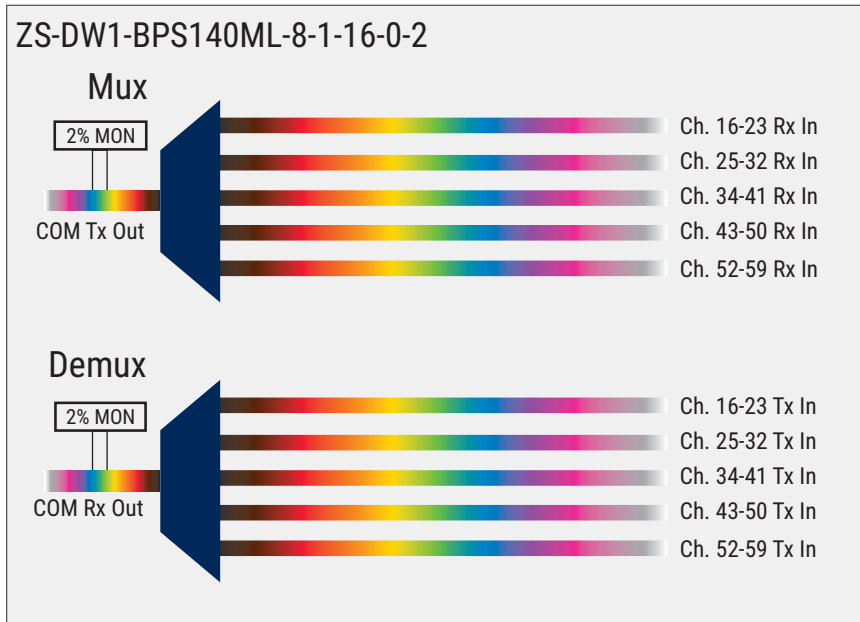 ZS-DW1-BPS140ML-8-1-16-0-2
Mux
2% MON
COM Tx Out
Ch. 16-23 Rx In
Ch. 25-32 Rx In
Ch. 34-41 Rx In
Ch. 43-50 Rx In
Ch. 52-59 Rx In
Demux
2% MON
COM Rx Out
Ch. 16-23 Tx In
Ch. 25-32 Tx In
Ch. 34-41 Tx In
Ch. 43-50 Tx In
Ch. 52-59 Tx In